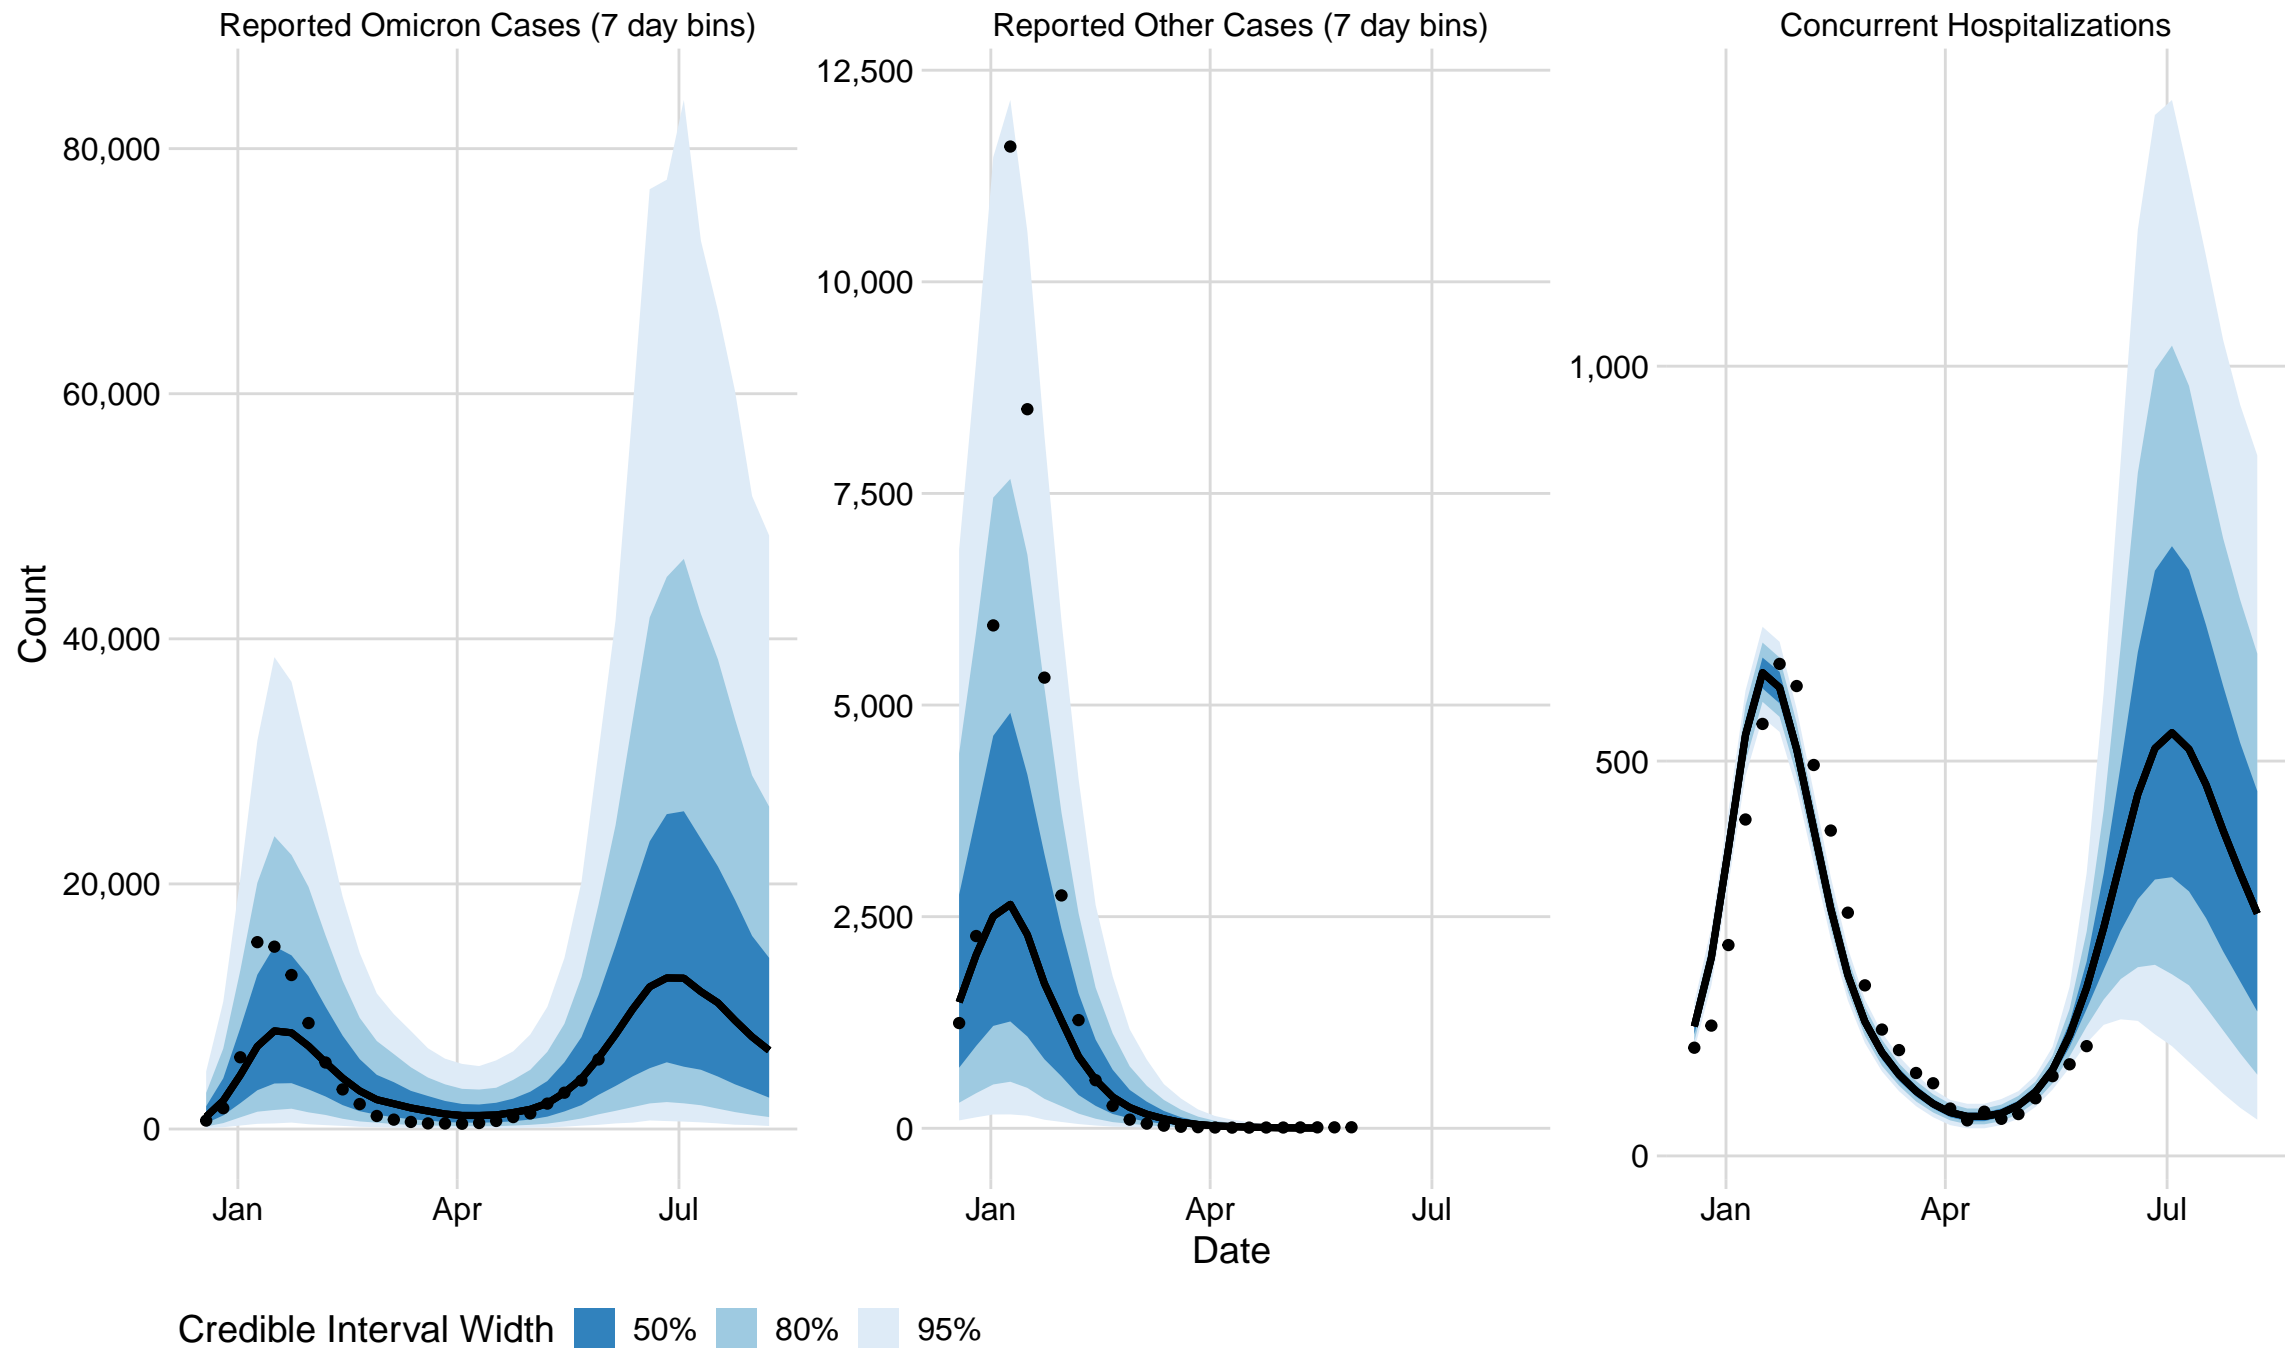 Reported Omicron Cases (7 day bins)
Reported Other Cases (7 day bins)
Concurrent Hospitalizations
Count
80,000
60,000
40,000
20,000
0
12,500
10,000
7,500
5,000
2,500
0
1,000
500
0
Jan Apr Jul
Jan Apr Jul
Jan Apr Jul
Date
Credible Interval Width 50% 80% 95%